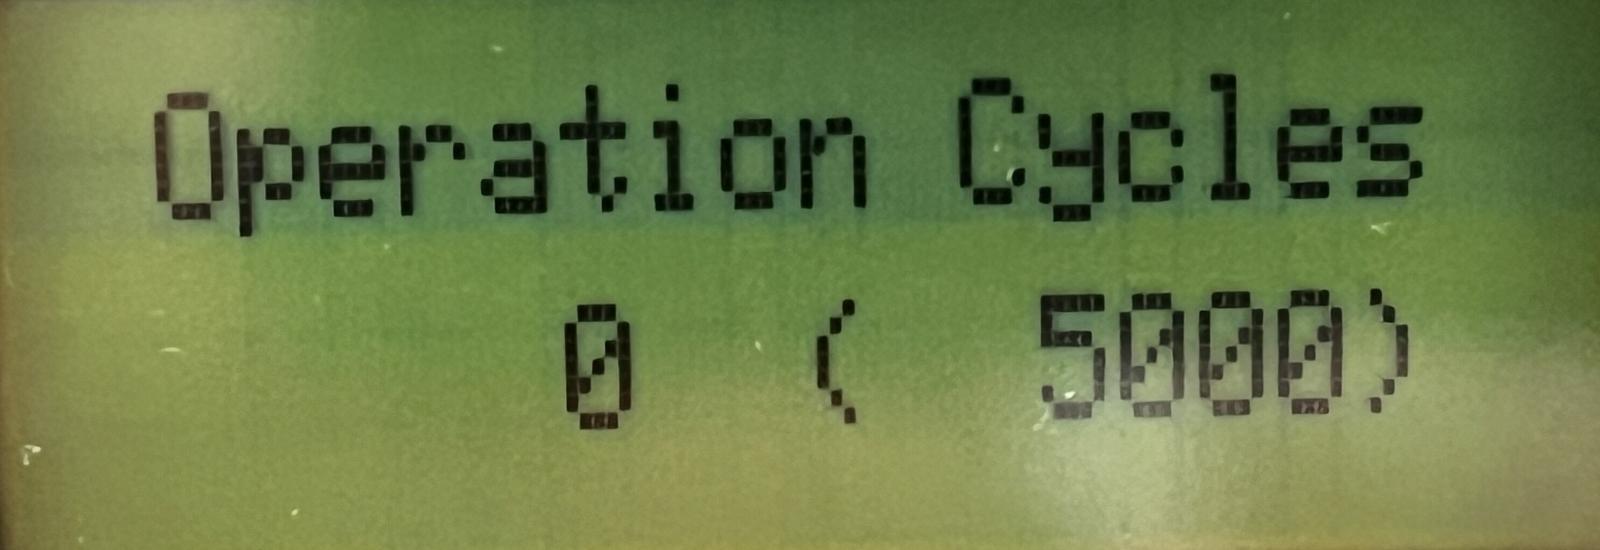 Operation Cycles
0 ( 5000)